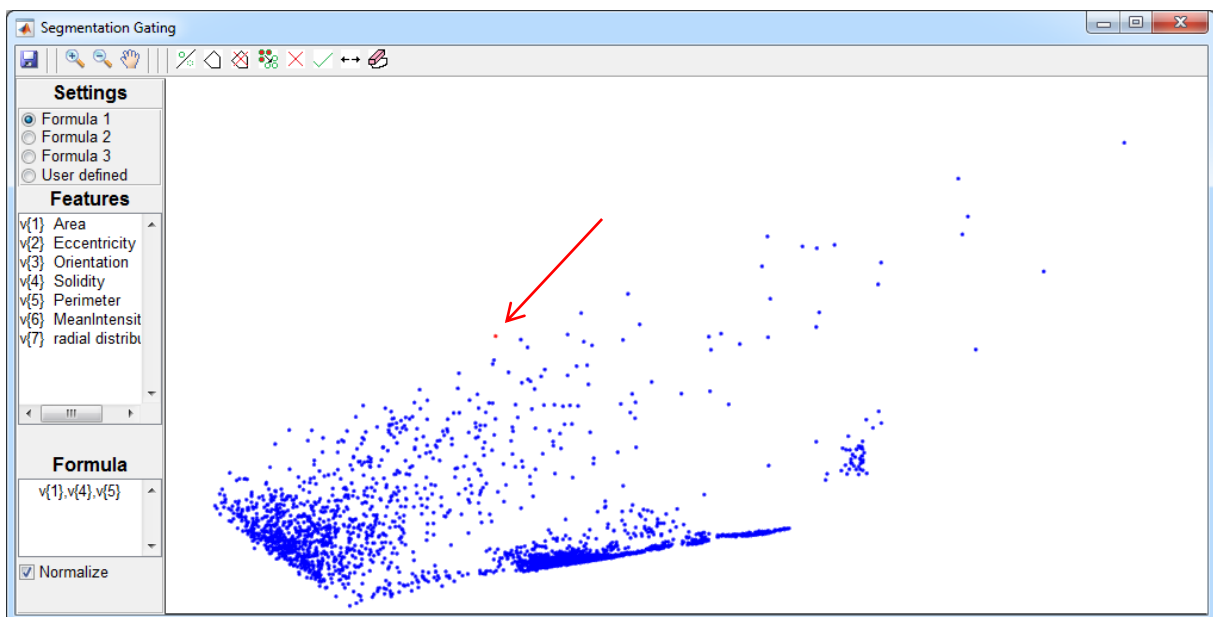 Segmentation Gating
Settings
Formula 1
Formula 2
Formula 3
User defined
Features
v{1} Area
v{2} Eccentricity
v{3} Orientation
v{4} Solidity
v{5} Perimeter
v{6} MeanIntensit
v{7} radial distribu
Formula
v{1},v{4},v{5}
Normalize